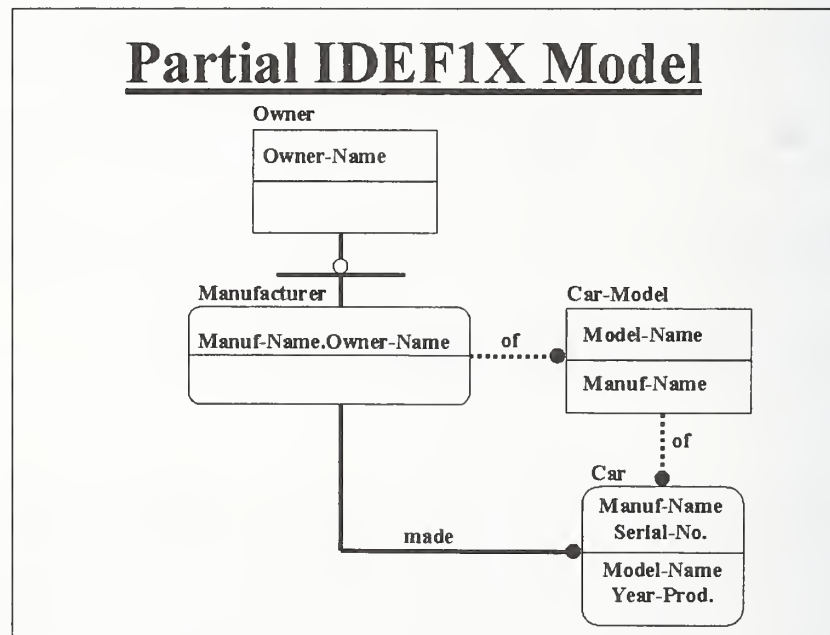 Partial IDEF1X Model
Owner
Owner-Name
Manufacturer
Manuf-Name.Owner-Name
of
Car-Model
Model-Name
Manuf-Name
of
Car
Manuf-Name
Serial-No.
made
Model-Name
Year-Prod.